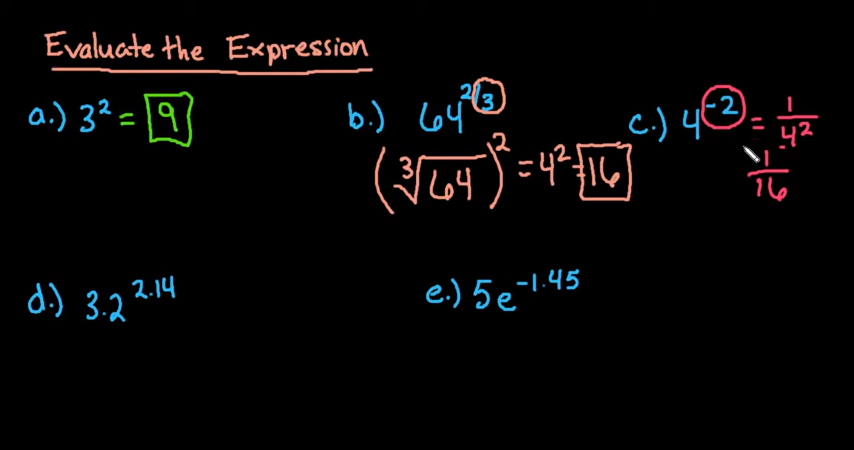 Evaluate the Expression
a.) 3² = 9
b.) 64^(2/3)
(∛64)² = 4² = 16
c.) 4^(-2) = 1/4²
1/16
d.) 3.2^(2.14)
e.) 5e^(-1.45)